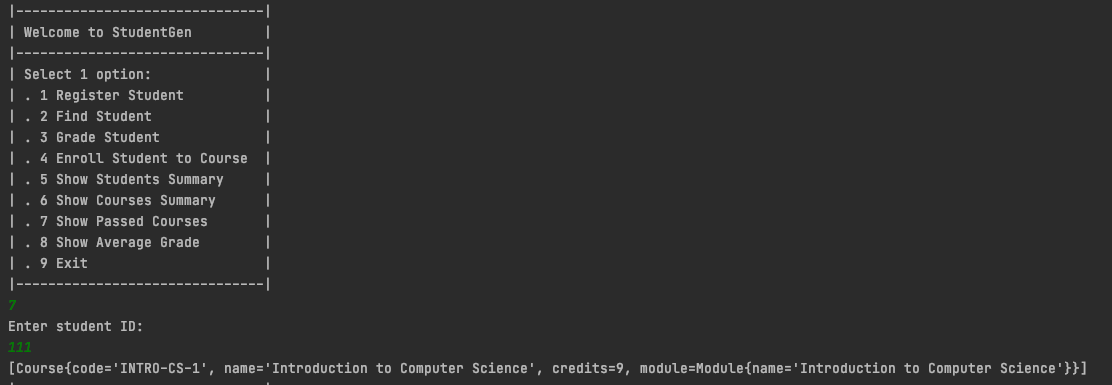 |-------------------------------|
| Welcome to StudentGen         |
|-------------------------------|
| Select 1 option:              |
| . 1 Register Student          |
| . 2 Find Student              |
| . 3 Grade Student             |
| . 4 Enroll Student to Course  |
| . 5 Show Students Summary     |
| . 6 Show Courses Summary      |
| . 7 Show Passed Courses       |
| . 8 Show Average Grade        |
| . 9 Exit                      |
|-------------------------------|
7
Enter student ID:
111
[Course{code='INTRO-CS-1', name='Introduction to Computer Science', credits=9, module=Module{name='Introduction to Computer Science'}}]